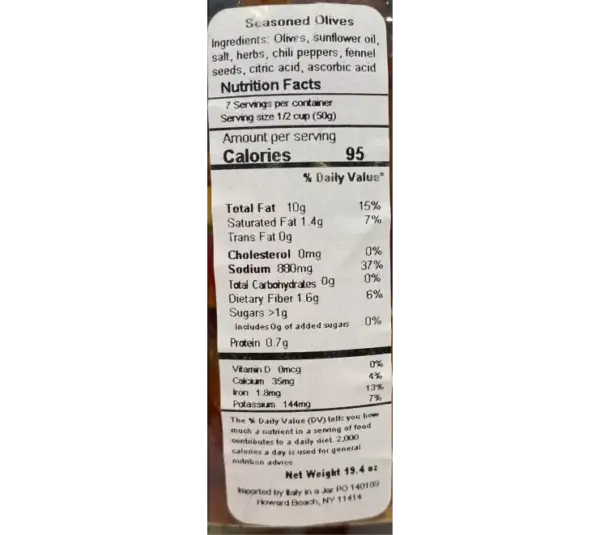 Seasoned Olives
Ingredients: Olives, sunflower oil,
salt, herbs, chili peppers, fennel
seeds, citric acid, ascorbic acid
Nutrition Facts
7 Servings per container
Serving size 1/2 cup (50g)
Amount per serving
Calories 95
% Daily Value*
Total Fat 10g 15%
Saturated Fat 1.4g 7%
Trans Fat 0g
Cholesterol 0mg 0%
Sodium 880mg 37%
Total Carbohydrates 0g 0%
Dietary Fiber 1.6g 6%
Sugars >1g
Includes 0g of added sugars 0%
Protein 0.7g
Vitamin D 0mcg 0%
Calcium 35mg 4%
Iron 1.8mg 13%
Potassium 144mg 7%
The % Daily Value (DV) tells you how
much a nutrient in a serving of food
contributes to a daily diet. 2,000
calories a day is used for general
nutrition advice
Net Weight 19.4 oz
Imported by Italy in a Jar PO 140189
Howard Beach, NY 11414